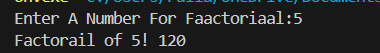 Enter A Number For Faactoriaal:5
Factorail of 5! 120